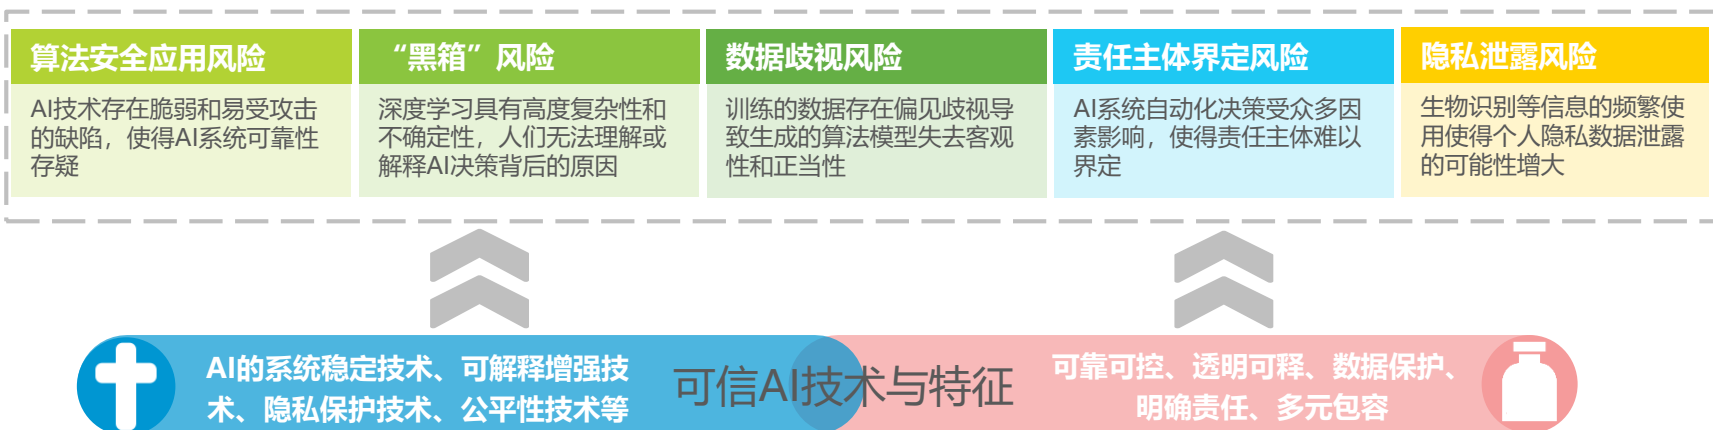 算法安全应用风险
AI技术存在脆弱和易受攻击
的缺陷，使得AI系统可靠性
存疑
“黑箱”风险
深度学习具有高度复杂性和
不确定性，人们无法理解或
解释AI决策背后的原因
数据歧视风险
训练的数据存在偏见歧视导
致生成的算法模型失去客观
性和正当性
责任主体界定风险
AI系统自动化决策受众多因
素影响，使得责任主体难以
界定
隐私泄露风险
生物识别等信息的频繁使
用使得个人隐私数据泄露
的可能性增大
AI的系统稳定技术、可解释增强技
术、隐私保护技术、公平性技术等
可信AI技术与特征
可靠可控、透明可释、数据保护、
明确责任、多元包容